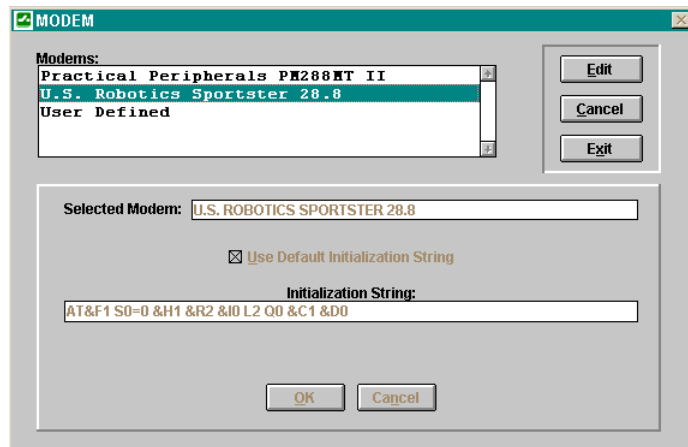 MODEM
Modems:
Practical Peripherals PM288MT II
U.S. Robotics Sportster 28.8
User Defined
Edit
Cancel
Exit
Selected Modem: U.S. ROBOTICS SPORTSTER 28.8
Use Default Initialization String
Initialization String:
AT&F1 S0=0 &H1 &R2 &I0 L2 Q0 &C1 &D0
OK Cancel